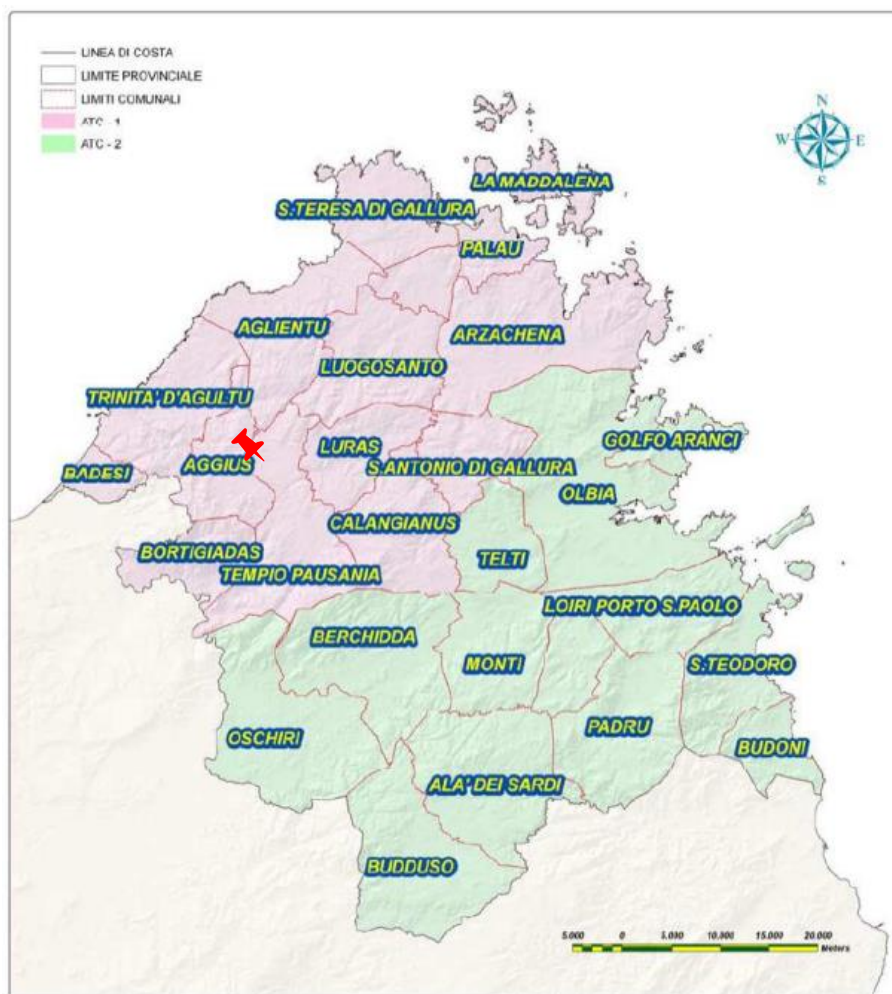 LINEA DI COSTA
LIMITE PROVINCIALE
LIMITI COMUNALI
ATC - 1
ATC - 2
N
W E
S
LA MADDALENA
S.TERESA DI GALLURA
PALAU
AGLIENTU
ARZACHENA
LUOGOSANTO
TRINITA' D'AGULTU
GOLFO ARANCI
LURAS
AGGIUS
S.ANTONIO DI GALLURA
BADESI
OLBIA
CALANGIANUS
BORTIGIADAS
TELTI
TEMPIO PAUSANIA
LOIRI PORTO S.PAOLO
BERCHIDDA
MONTI
S.TEODORO
PADRU
OSCHIRI
BUDONI
ALA' DEI SARDI
BUDDUSO
5.000 0 5.000 10.000 15.000 20.000
Meters